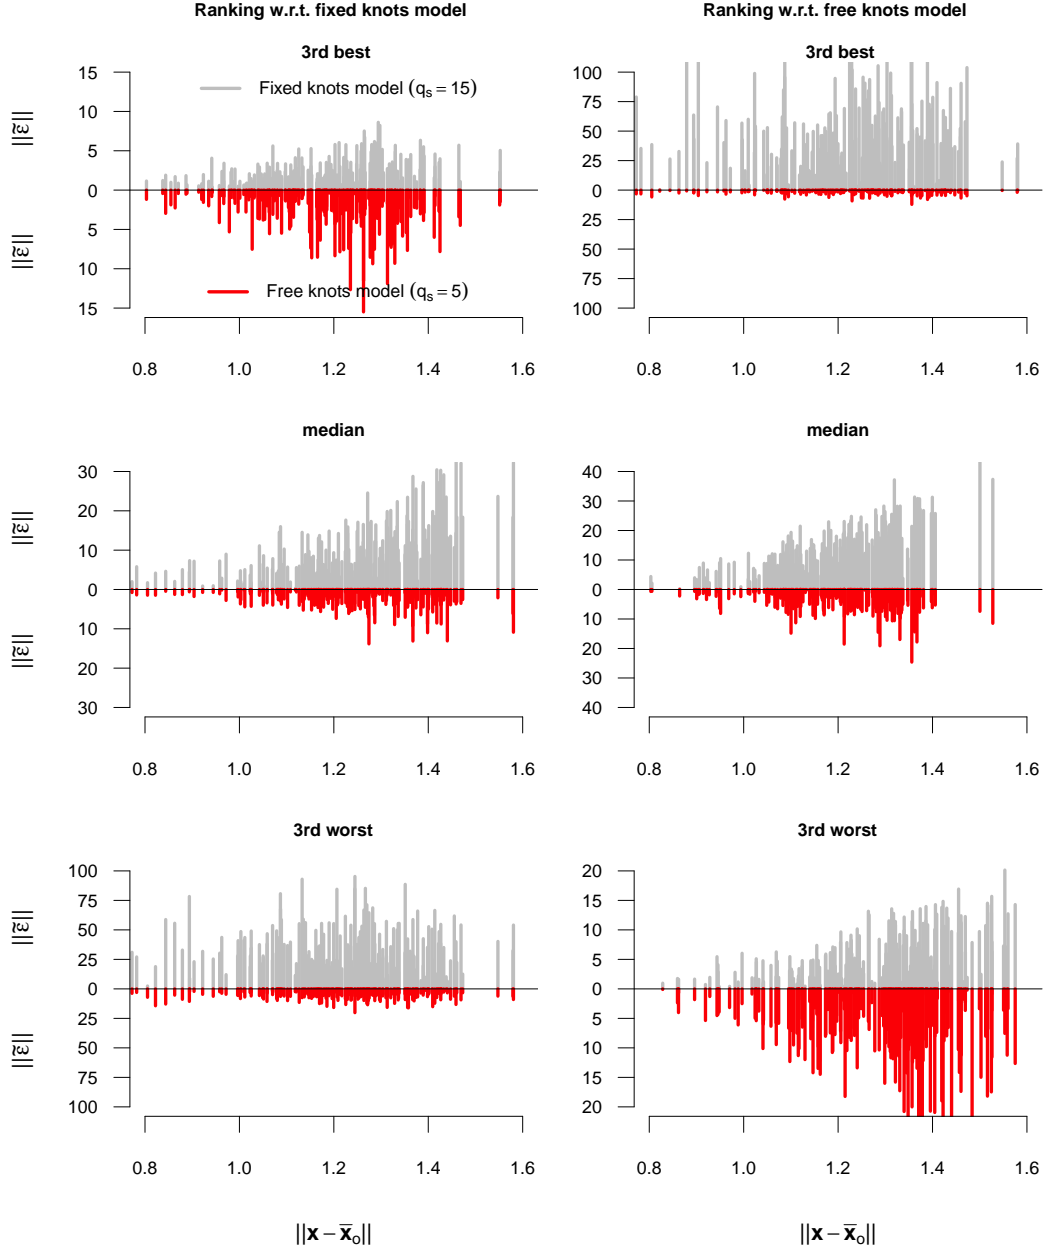 Ranking w.r.t. fixed knots model
Ranking w.r.t. free knots model
3rd best
15
10
5
0
5
10
15
||ε̃||
||ε̃||
Fixed knots model (qs = 15)
Free knots model (qs = 5)
0.8 1.0 1.2 1.4 1.6
3rd best
100
75
50
25
0
25
50
75
100
0.8 1.0 1.2 1.4 1.6
median
30
20
10
0
10
20
30
||ε̃||
||ε̃||
0.8 1.0 1.2 1.4 1.6
median
40
30
20
10
0
10
20
30
40
0.8 1.0 1.2 1.4 1.6
3rd worst
100
75
50
25
0
25
50
75
100
||ε̃||
||ε̃||
0.8 1.0 1.2 1.4 1.6
||x − x̄o||
3rd worst
20
15
10
5
0
5
10
15
20
0.8 1.0 1.2 1.4 1.6
||x − x̄o||